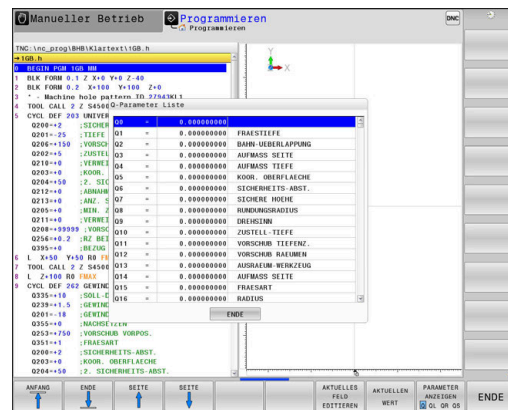 Manueller Betrieb
Programmieren
Programmieren
DNC
TNC:\nc_prog\BHB\Klartext\1GB.h
→1GB.h
0 BEGIN PGM 1GB MM
1 BLK FORM 0.1 Z X+0 Y+0 Z-40
2 BLK FORM 0.2 X+100 Y+100 Z+0
3 * - Machine hole pattern ID 27943KL1
4 TOOL CALL 2 Z S4500
5 CYCL DEF 203 UNIVER
Q200=+2 ;SICHER
Q201=-25 ;TIEFE
Q206=+150 ;VORSCH
Q202=+5 ;ZUSTEL
Q210=+0 ;VERWEI
Q203=+0 ;KOOR.
Q204=+50 ;2. SIC
Q212=+0 ;ABNAHM
Q213=+0 ;ANZ. S
Q205=+0 ;MIN. Z
Q211=+0 ;VERWEI
Q208=+99999 ;VORSC
Q256=+0.2 ;RZ BEI
Q395=+0 ;BEZUG
6 L X+50 Y+50 R0 FM
7 TOOL CALL 2 Z S4500
8 L Z+100 R0 FMAX
9 CYCL DEF 262 GEWIND
Q335=+10 ;SOLL-D
Q239=+1.5 ;GEWIND
Q201=-18 ;GEWIND
Q355=+0 ;NACHSETZEN
Q253=+750 ;VORSCHUB VORPOS.
Q351=+1 ;FRAESART
Q200=+2 ;SICHERHEITS-ABST.
Q203=+0 ;KOOR. OBERFLAECHE
Q204=+50 ;2. SICHERHEITS-ABST.
Y
X
Q-Parameter Liste
Q0 = 0.000000000
Q1 = 0.000000000 FRAESTIEFE
Q2 = 0.000000000 BAHN-UEBERLAPPUNG
Q3 = 0.000000000 AUFMASS SEITE
Q4 = 0.000000000 AUFMASS TIEFE
Q5 = 0.000000000 KOOR. OBERFLAECHE
Q6 = 0.000000000 SICHERHEITS-ABST.
Q7 = 0.000000000 SICHERE HOEHE
Q8 = 0.000000000 RUNDUNGSRADIUS
Q9 = 0.000000000 DREHSINN
Q10 = 0.000000000 ZUSTELL-TIEFE
Q11 = 0.000000000 VORSCHUB TIEFENZ.
Q12 = 0.000000000 VORSCHUB RAEUMEN
Q13 = 0.000000000 AUSRAEUM-WERKZEUG
Q14 = 0.000000000 AUFMASS SEITE
Q15 = 0.000000000 FRAESART
Q16 = 0.000000000 RADIUS
ENDE
ANFANG
ENDE
SEITE
SEITE
AKTUELLES FELD EDITIEREN
AKTUELLEN WERT
PARAMETER ANZEIGEN Q QL QR QS
ENDE